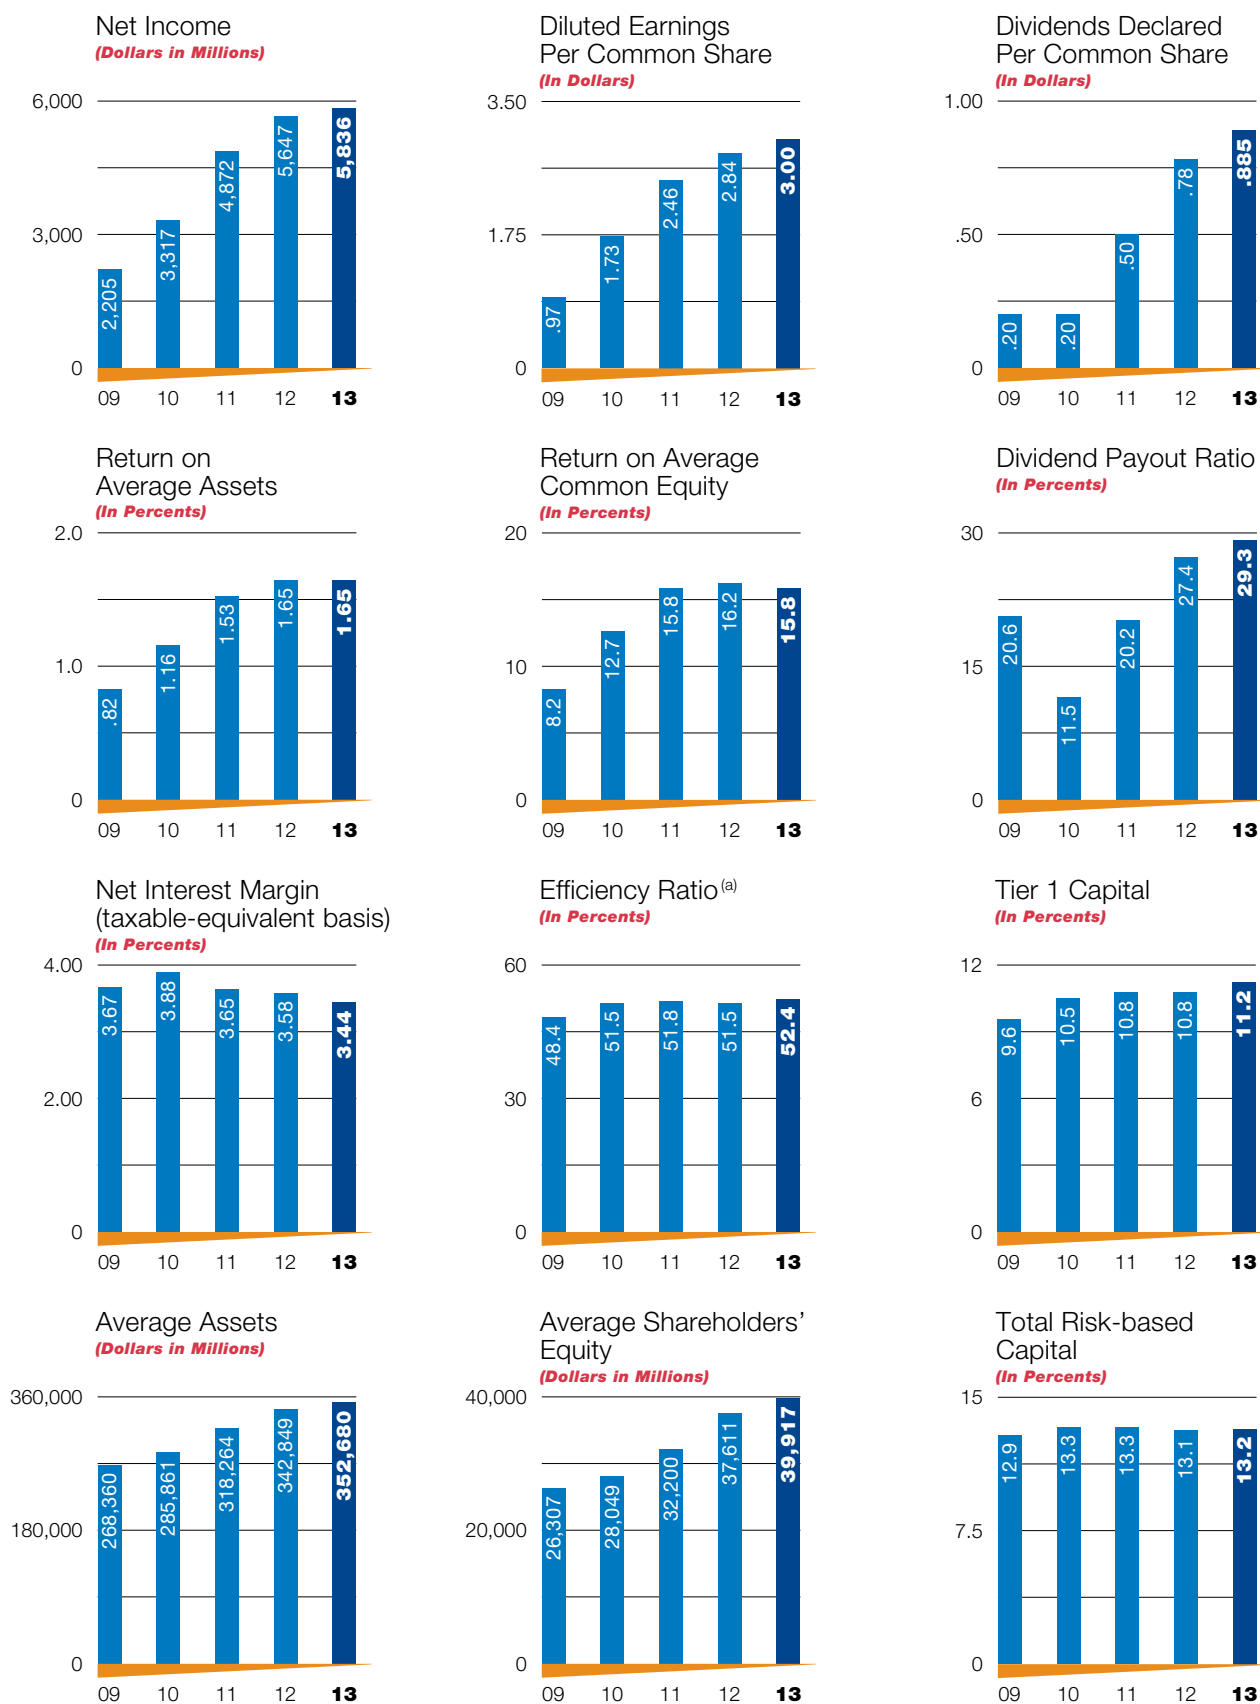 Net Income
(Dollars in Millions)
6,000
3,000
0
2,205
3,317
4,872
5,647
5,836
09 10 11 12 13
Diluted Earnings
Per Common Share
(In Dollars)
3.50
1.75
0
.97
1.73
2.46
2.84
3.00
09 10 11 12 13
Dividends Declared
Per Common Share
(In Dollars)
1.00
.50
0
.20
.20
.50
.78
.885
09 10 11 12 13
Return on
Average Assets
(In Percents)
2.0
1.0
0
.82
1.16
1.53
1.65
1.65
09 10 11 12 13
Return on Average
Common Equity
(In Percents)
20
10
0
8.2
12.7
15.8
16.2
15.8
09 10 11 12 13
Dividend Payout Ratio
(In Percents)
30
15
0
20.6
11.5
20.2
27.4
29.3
09 10 11 12 13
Net Interest Margin
(taxable-equivalent basis)
(In Percents)
4.00
2.00
0
3.67
3.88
3.65
3.58
3.44
09 10 11 12 13
Efficiency Ratio (a)
(In Percents)
60
30
0
48.4
51.5
51.8
51.5
52.4
09 10 11 12 13
Tier 1 Capital
(In Percents)
12
6
0
9.6
10.5
10.8
10.8
11.2
09 10 11 12 13
Average Assets
(Dollars in Millions)
360,000
180,000
0
268,360
285,861
318,264
342,849
352,680
09 10 11 12 13
Average Shareholders’
Equity
(Dollars in Millions)
40,000
20,000
0
26,307
28,049
32,200
37,611
39,917
09 10 11 12 13
Total Risk-based
Capital
(In Percents)
15
7.5
0
12.9
13.3
13.3
13.1
13.2
09 10 11 12 13